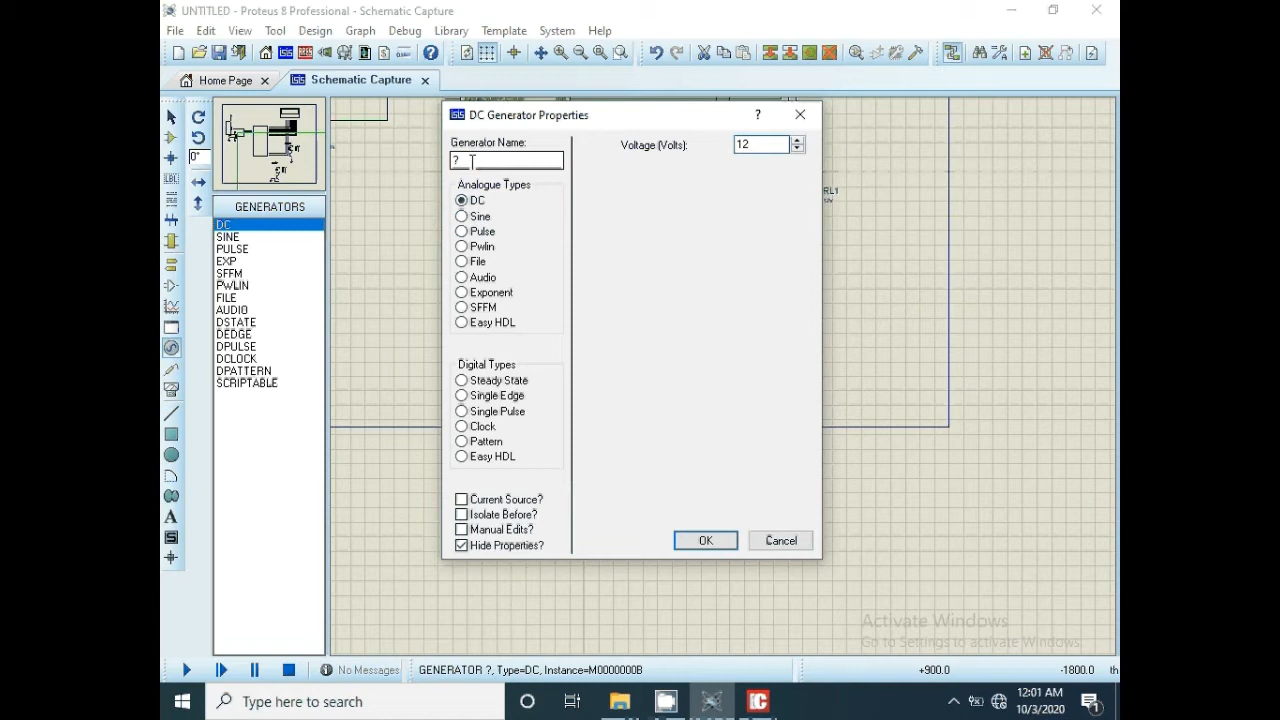 UNTITLED - Proteus 8 Professional - Schematic Capture
File Edit View Tool Design Graph Debug Library Template System Help
Home Page
Schematic Capture
DC Generator Properties
?
Generator Name:
?
Voltage (Volts):
12
Analogue Types
DC
Sine
Pulse
Pwlin
File
Audio
Exponent
SFFM
Easy HDL
Digital Types
Steady State
Single Edge
Single Pulse
Clock
Pattern
Easy HDL
Current Source?
Isolate Before?
Manual Edits?
Hide Properties?
OK
Cancel
0°
GENERATORS
DC
SINE
PULSE
EXP
SFFM
PWLIN
FILE
AUDIO
DSTATE
DEDGE
DPULSE
DCLOCK
DPATTERN
SCRIPTABLE
RL1
12V
Activate Windows
Go to Settings to activate Windows.
No Messages
GENERATOR ?, Type=DC, Instance=M0000000B
+900.0
-1800.0
th
Type here to search
12:01 AM
10/3/2020